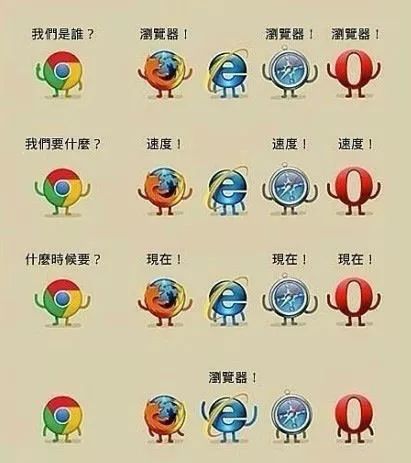 我們是誰？ 瀏覽器！ 瀏覽器！ 瀏覽器！
我們要什麼？ 速度！ 速度！ 速度！
什麼時候要？ 現在！ 現在！ 現在！
瀏覽器！